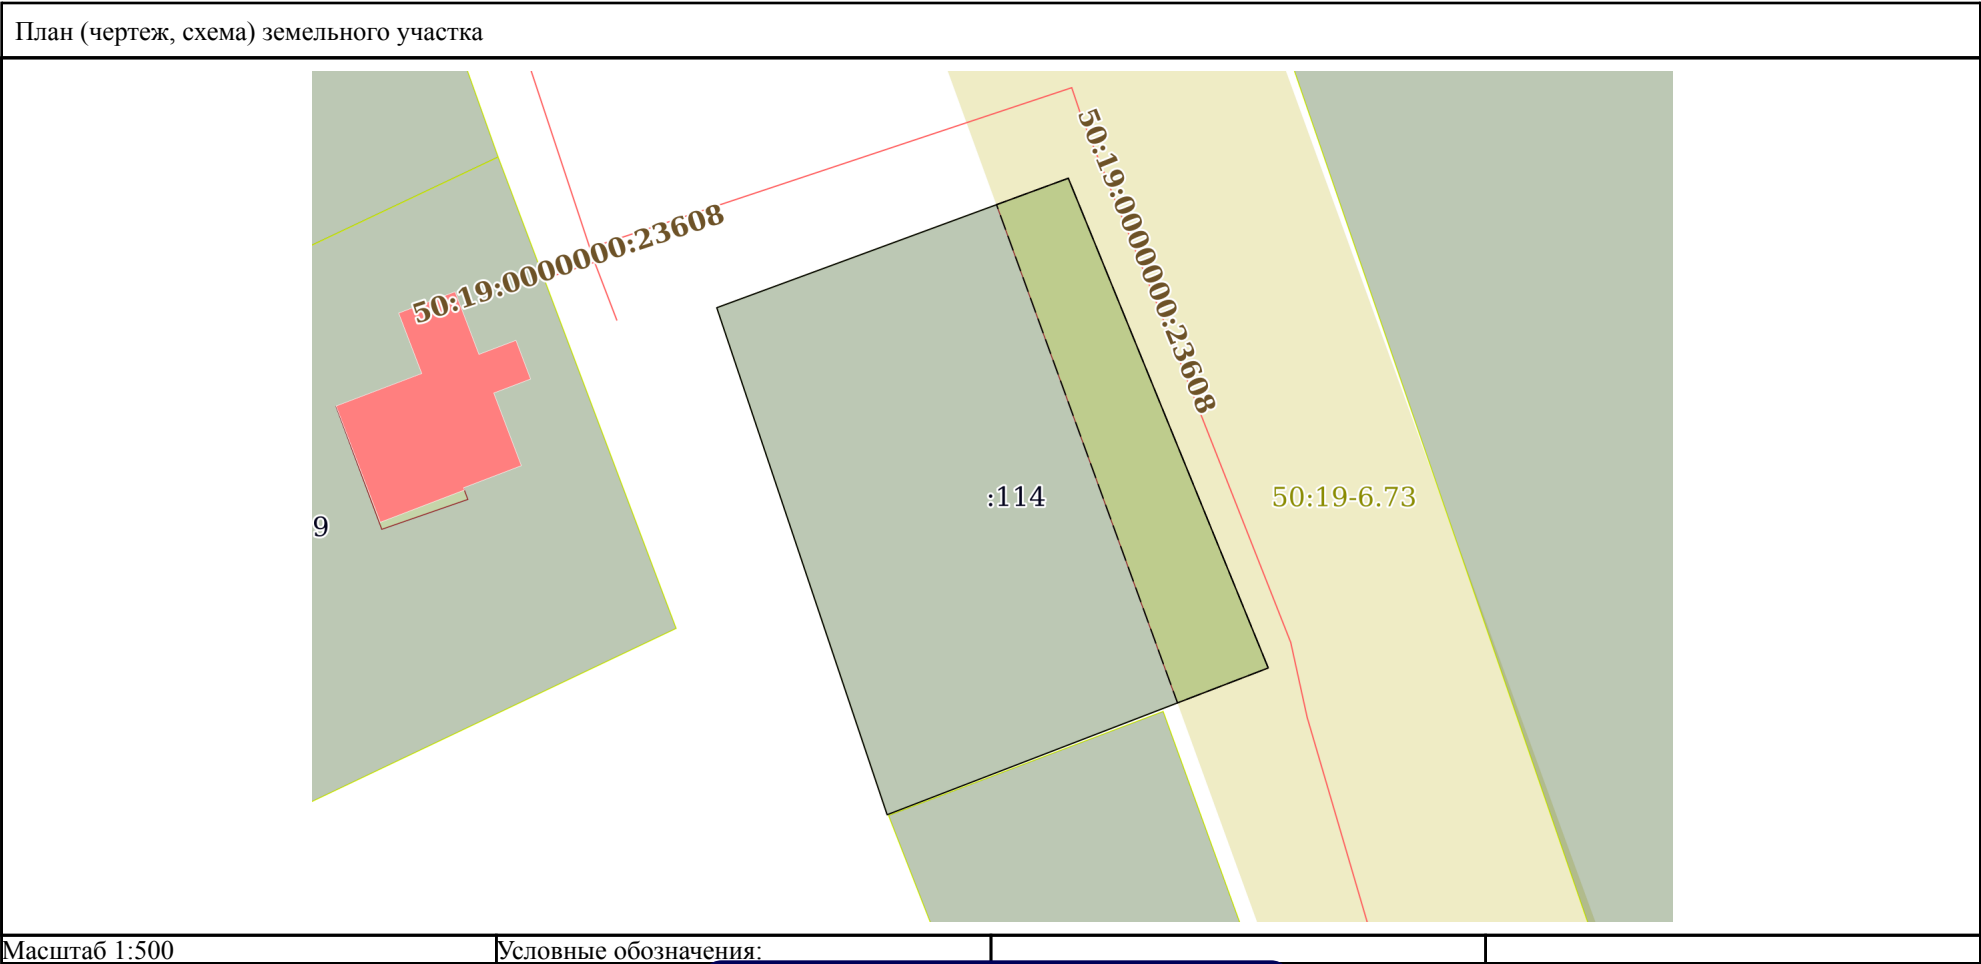 План (чертеж, схема) земельного участка
50:19:0000000:23608
50:19:0000000:23608
:114
50:19-6.73
9
Масштаб 1:500
Условные обозначения: